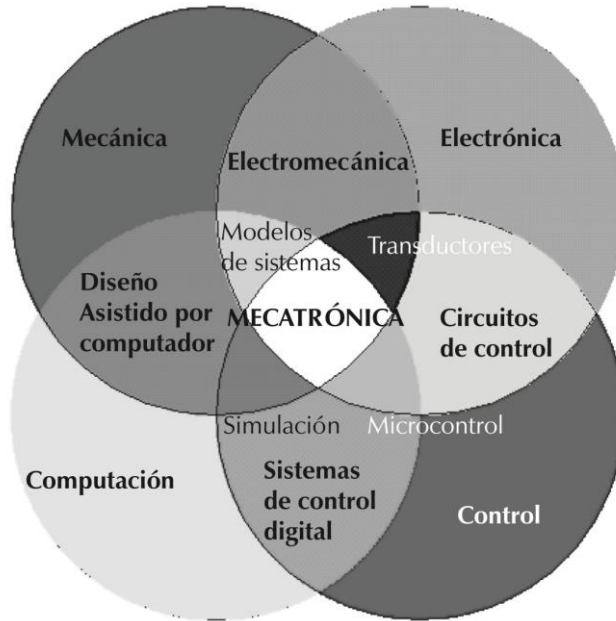 Mecánica
Electrónica
Electromecánica
Modelos
de sistemas
Transductores
Diseño
Asistido por
computador
MECATRÓNICA
Circuitos
de control
Simulación
Microcontrol
Computación
Sistemas
de control
digital
Control